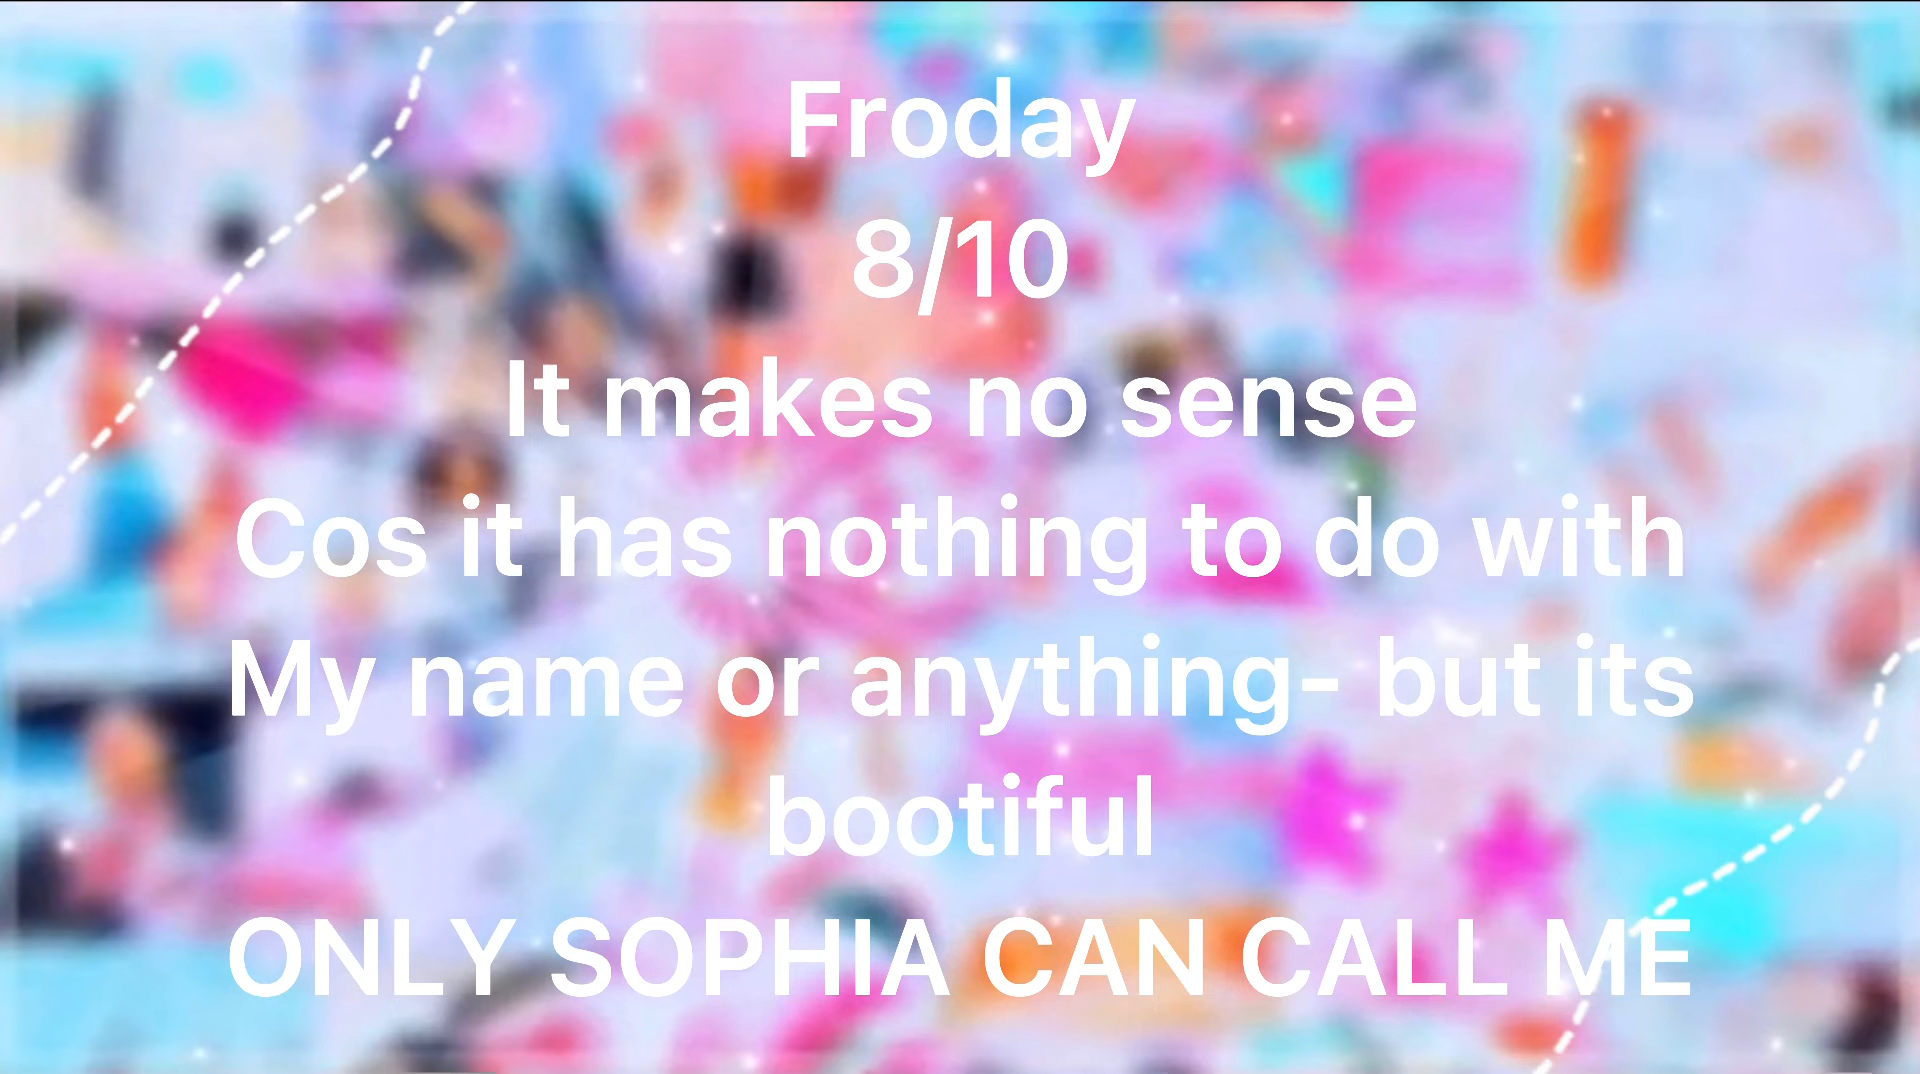 Froday
8/10
It makes no sense
Cos it has nothing to do with
My name or anything- but its
bootiful
ONLY SOPHIA CAN CALL ME